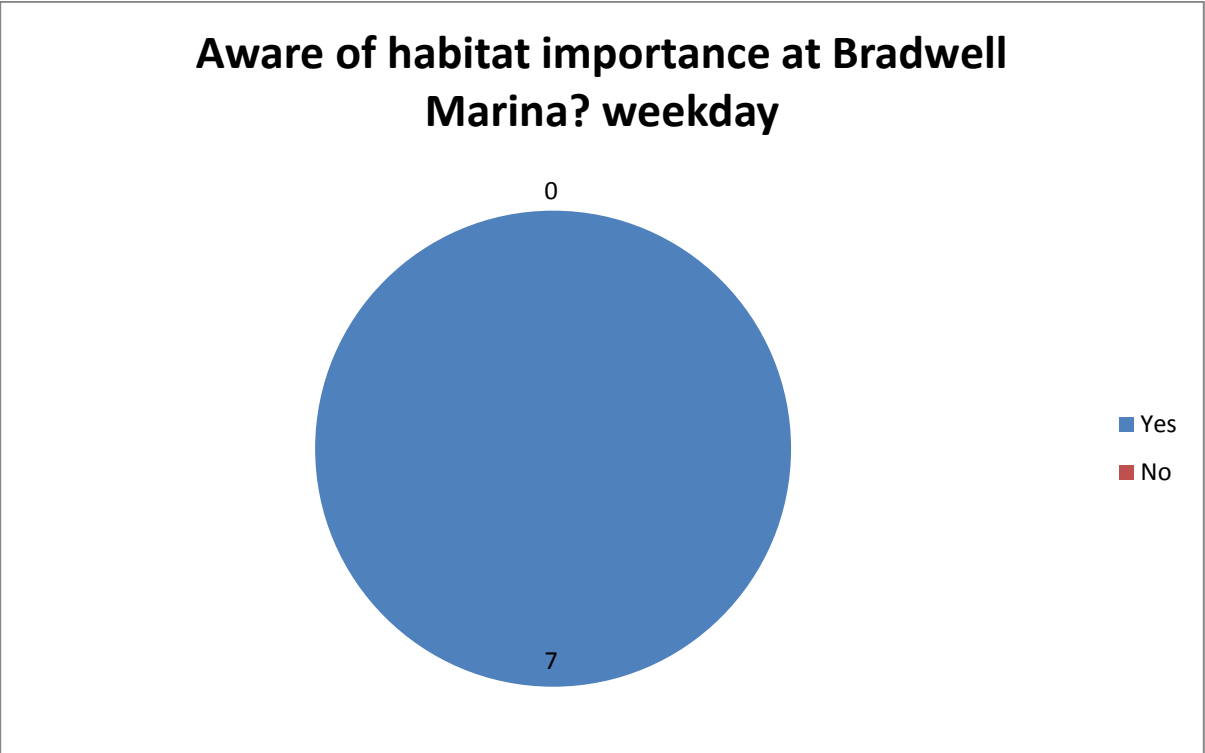 Aware of habitat importance at Bradwell
Marina? weekday
0
7
Yes
No